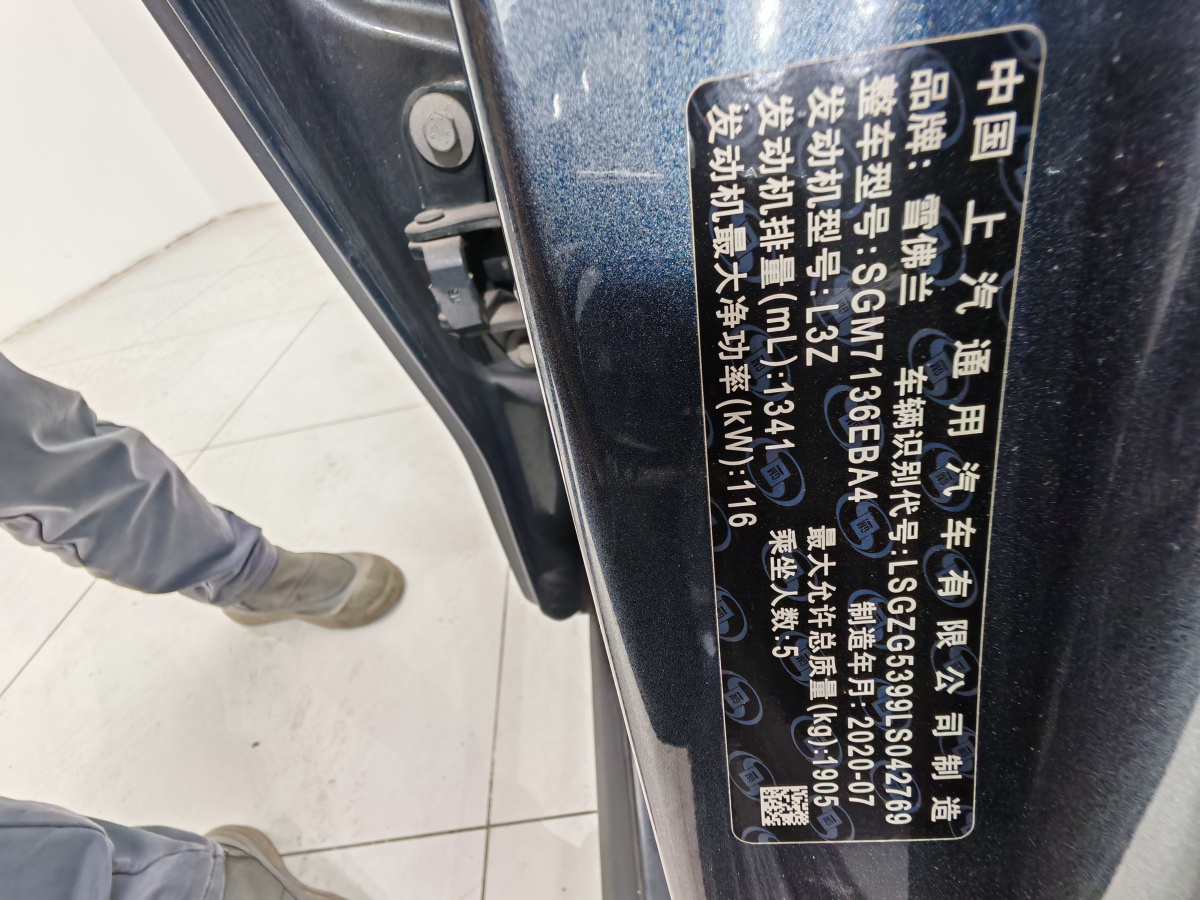 中国 上汽通用汽车有限公司制造
品牌：雪佛兰 车辆识别代号:LSGZG5399LS042769
整车型号:SGM7136EBA4 制造年月:2020-07
发动机型号:L3Z 最大允许总质量(kg):1905
发动机排量(mL):1341 乘坐人数:5
发动机最大净功率(kW):116